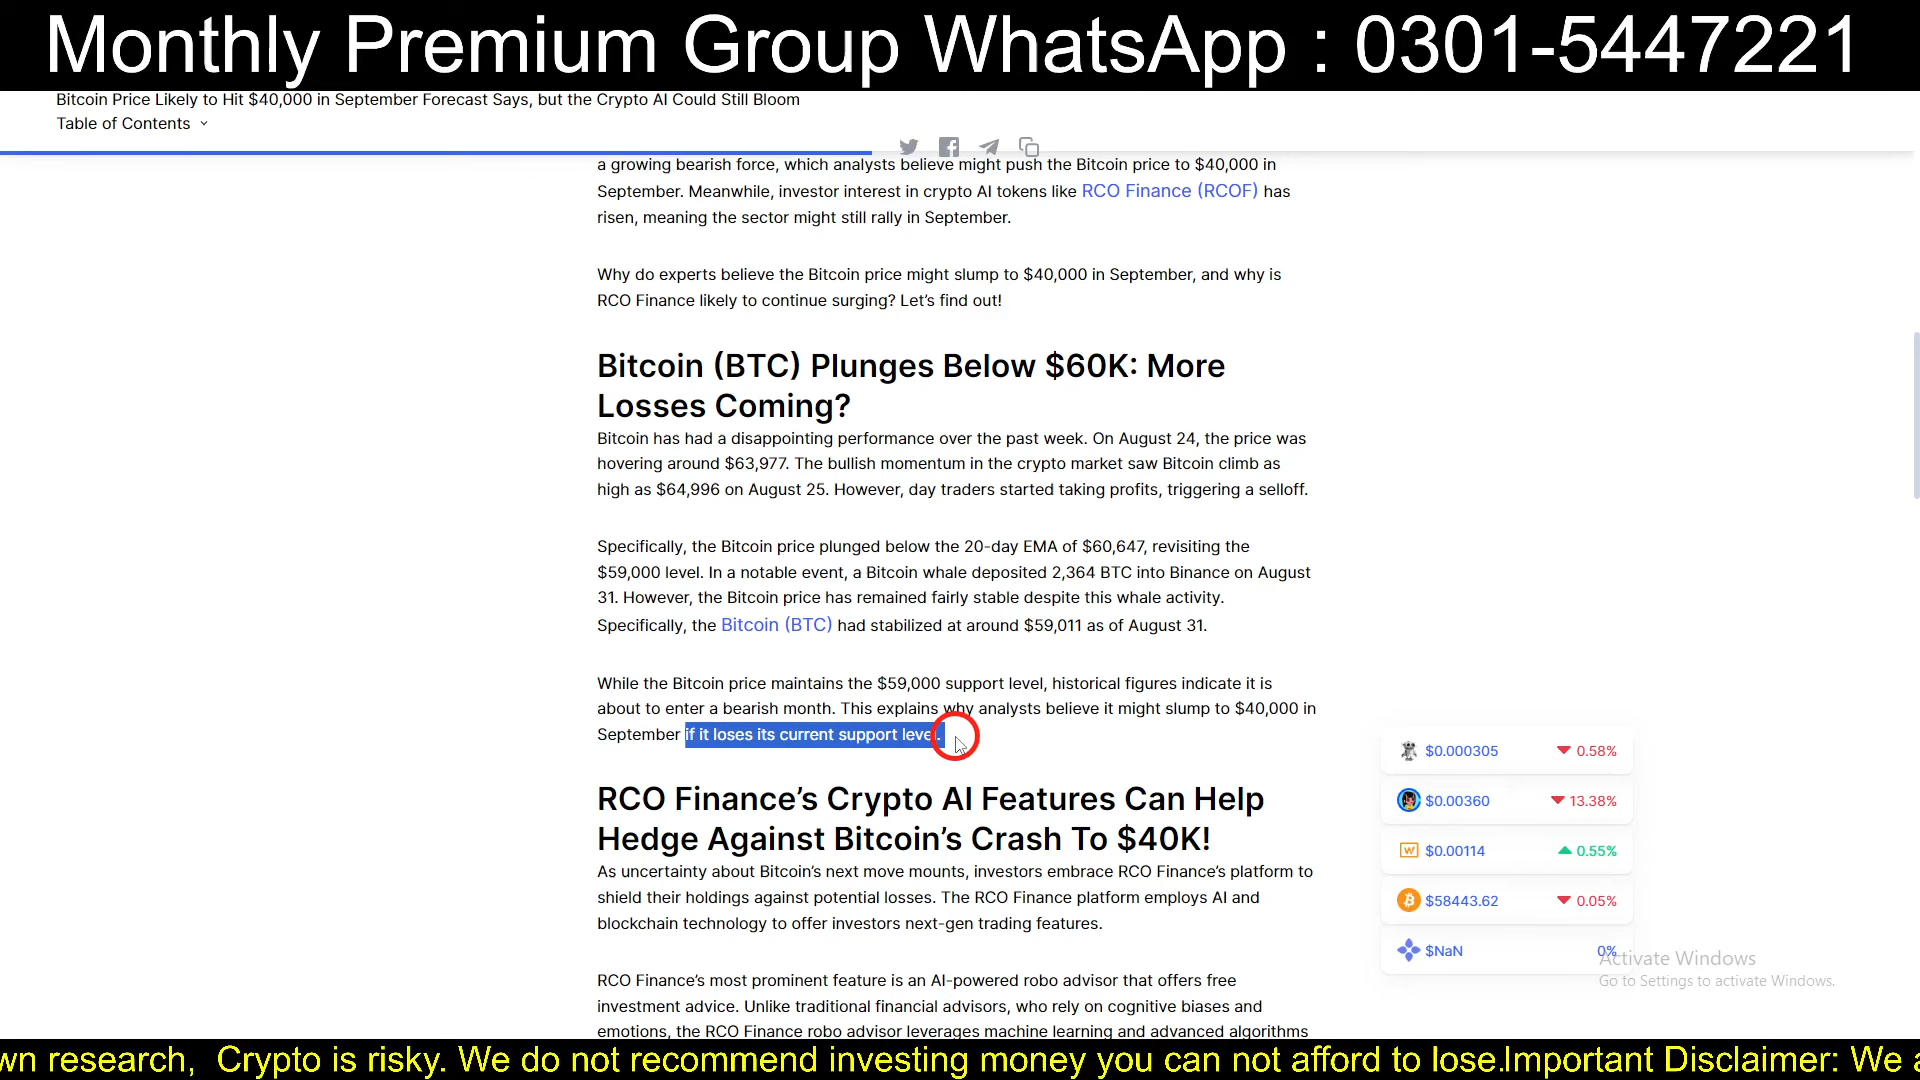 Monthly Premium Group WhatsApp : 0301-5447221
Bitcoin Price Likely to Hit $40,000 in September Forecast Says, but the Crypto AI Could Still Bloom
Table of Contents
a growing bearish force, which analysts believe might push the Bitcoin price to $40,000 in
September. Meanwhile, investor interest in crypto AI tokens like RCO Finance (RCOF) has
risen, meaning the sector might still rally in September.
Why do experts believe the Bitcoin price might slump to $40,000 in September, and why is
RCO Finance likely to continue surging? Let's find out!
Bitcoin (BTC) Plunges Below $60K: More
Losses Coming?
Bitcoin has had a disappointing performance over the past week. On August 24, the price was
hovering around $63,977. The bullish momentum in the crypto market saw Bitcoin climb as
high as $64,996 on August 25. However, day traders started taking profits, triggering a selloff.
Specifically, the Bitcoin price plunged below the 20-day EMA of $60,647, revisiting the
$59,000 level. In a notable event, a Bitcoin whale deposited 2,364 BTC into Binance on August
31. However, the Bitcoin price has remained fairly stable despite this whale activity.
Specifically, the Bitcoin (BTC) had stabilized at around $59,011 as of August 31.
While the Bitcoin price maintains the $59,000 support level, historical figures indicate it is
about to enter a bearish month. This explains why analysts believe it might slump to $40,000 in
September if it loses its current support level.
RCO Finance's Crypto AI Features Can Help
Hedge Against Bitcoin's Crash To $40K!
As uncertainty about Bitcoin's next move mounts, investors embrace RCO Finance's platform to
shield their holdings against potential losses. The RCO Finance platform employs AI and
blockchain technology to offer investors next-gen trading features.
RCO Finance's most prominent feature is an AI-powered robo advisor that offers free
investment advice. Unlike traditional financial advisors, who rely on cognitive biases and
emotions, the RCO Finance robo advisor leverages machine learning and advanced algorithms
$0.000305 0.58%
$0.00360 13.38%
$0.00114 0.55%
$58443.62 0.05%
$NaN 0%
Activate Windows
Go to Settings to activate Windows.
wn research, Crypto is risky. We do not recommend investing money you can not afford to lose.Important Disclaimer: We a